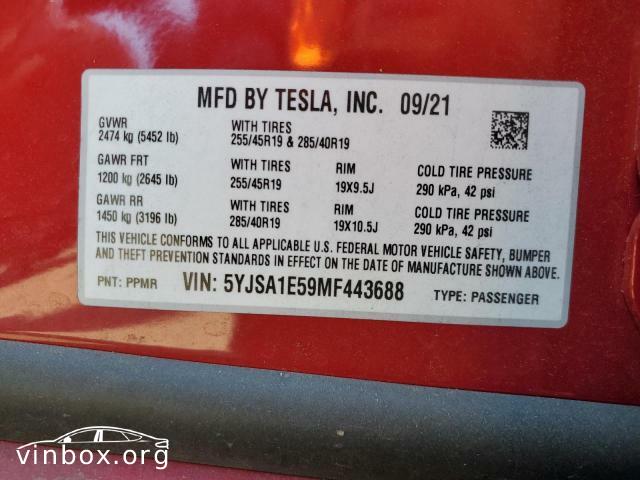 MFD BY TESLA, INC. 09/21
GVWR
2474 kg (5452 lb)
WITH TIRES
255/45R19 & 285/40R19
GAWR FRT
1200 kg (2645 lb)
WITH TIRES
255/45R19
RIM
19X9.5J
COLD TIRE PRESSURE
290 kPa, 42 psi
GAWR RR
1450 kg (3196 lb)
WITH TIRES
285/40R19
RIM
19X10.5J
COLD TIRE PRESSURE
290 kPa, 42 psi
THIS VEHICLE CONFORMS TO ALL APPLICABLE U.S. FEDERAL MOTOR VEHICLE SAFETY, BUMPER
AND THEFT PREVENTION STANDARDS IN EFFECT ON THE DATE OF MANUFACTURE SHOWN ABOVE.
PNT: PPMR VIN: 5YJSA1E59MF443688 TYPE: PASSENGER
vinbox.org